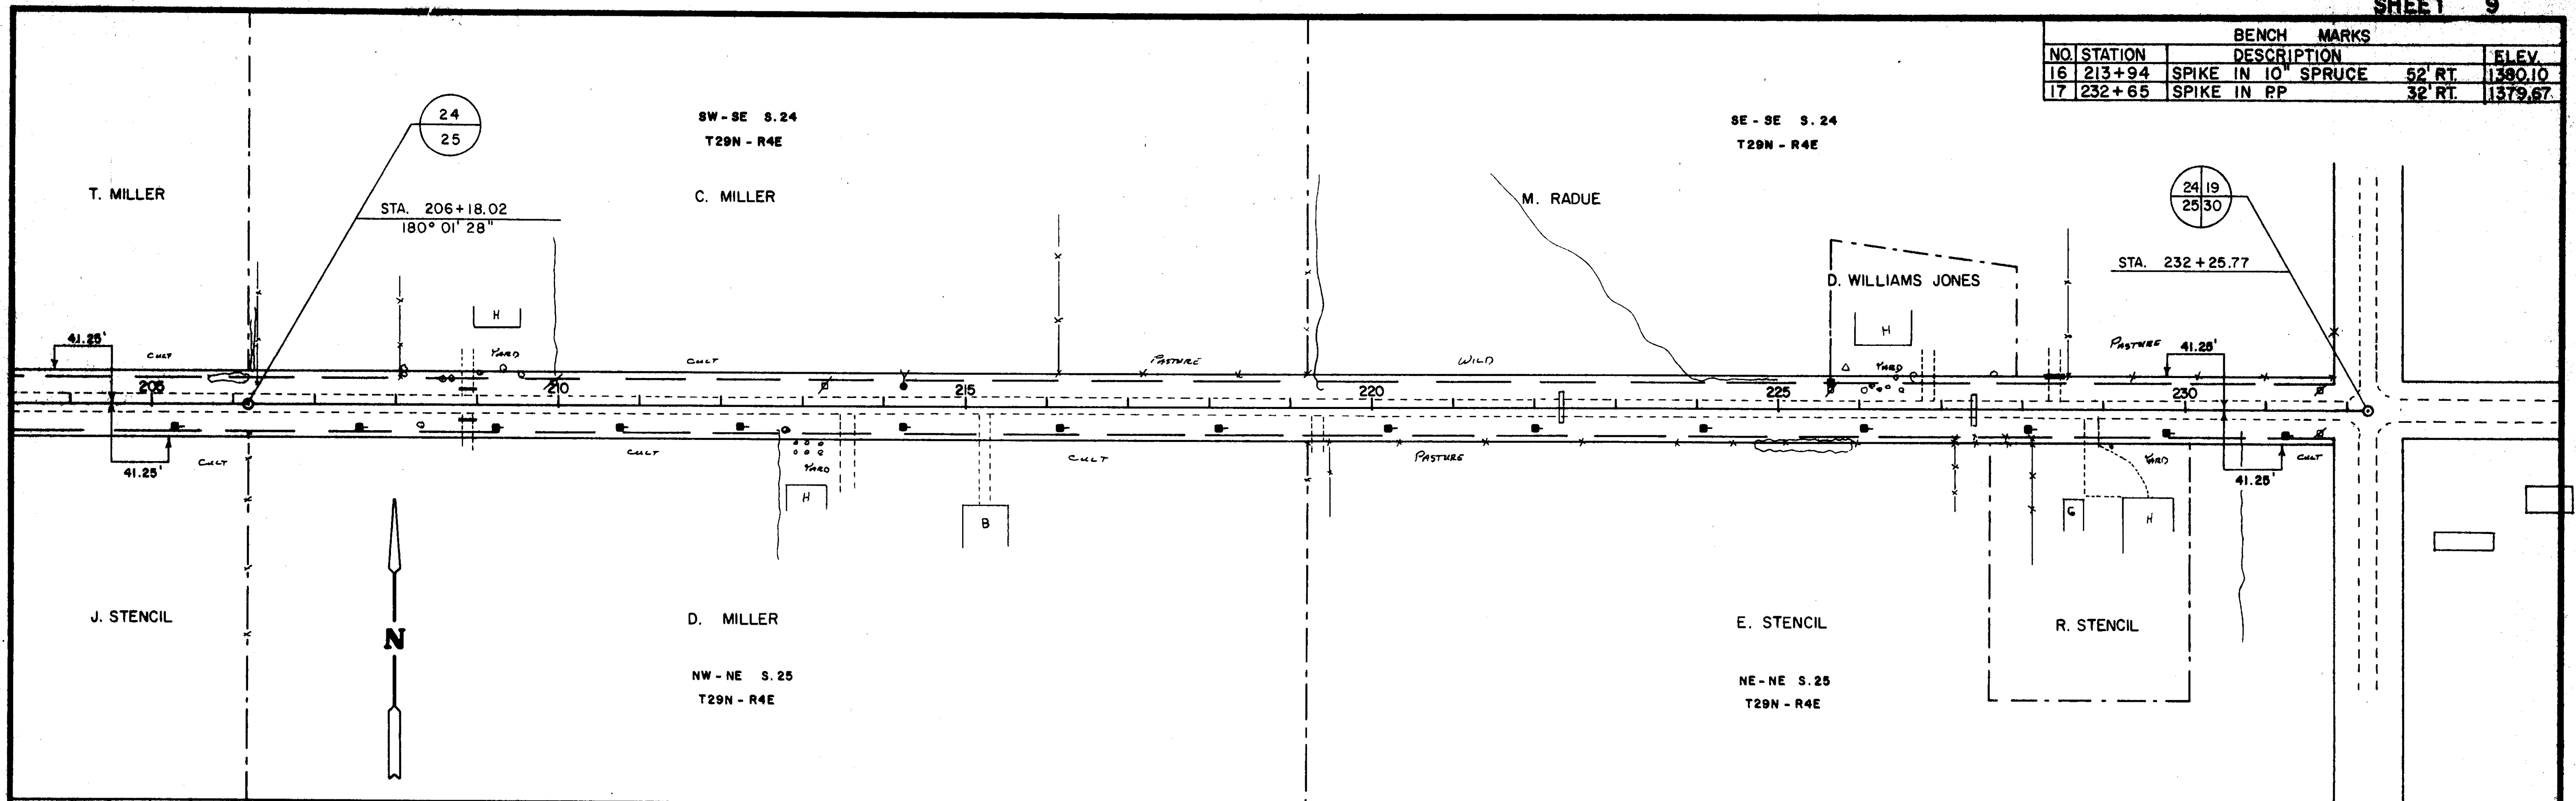 SHEET 9
BENCH MARKS
NO. STATION DESCRIPTION ELEV.
16 213+94 SPIKE IN 10" SPRUCE 52' RT. 1380.10
17 232+65 SPIKE IN P.P 32' RT. 1379.67
24
25
SW-SE S.24
T29N-R4E
SE-SE S.24
T29N-R4E
T. MILLER
STA. 206+18.02
180° 01' 28"
C. MILLER
M. RADUE
24 19
25 30
STA. 232+25.77
D. WILLIAMS JONES
H
H
41.25'
CULT
YARD
CULT
PASTURE
WILD
YARD
PASTURE
41.25'
205
210
215
220
225
230
41.25'
CULT
CULT
YARD
CULT
PASTURE
YARD
CULT
41.25'
H
B
G
H
J. STENCIL
N
D. MILLER
E. STENCIL
R. STENCIL
NW-NE S.25
T29N-R4E
NE-NE S.25
T29N-R4E